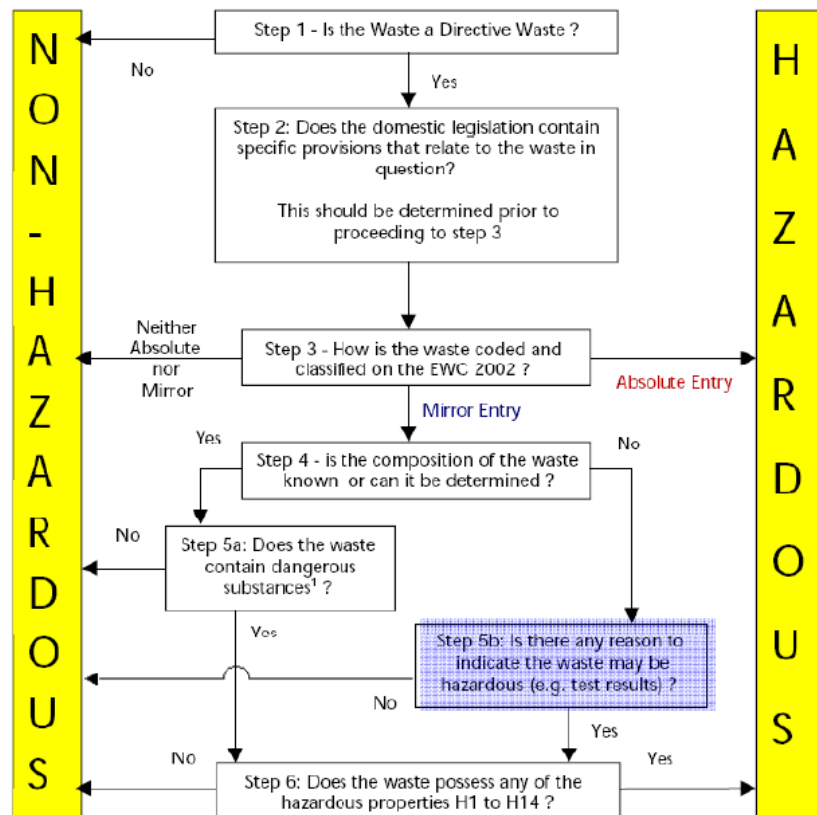 NON-HAZARDOUS
HAZARDOUS
Step 1 - Is the Waste a Directive Waste ?
No
Yes
Step 2: Does the domestic legislation contain
specific provisions that relate to the waste in
question?
This should be determined prior to
proceeding to step 3
Neither
Absolute
nor
Mirror
Step 3 - How is the waste coded and
classified on the EWC 2002 ?
Absolute Entry
Mirror Entry
Yes
No
Step 4 - is the composition of the waste
known or can it be determined ?
No
Step 5a: Does the waste
contain dangerous
substances¹ ?
Yes
Step 5b: Is there any reason to
indicate the waste may be
hazardous (e.g. test results) ?
No
Yes
No
Yes
Step 6: Does the waste possess any of the
hazardous properties H1 to H14 ?